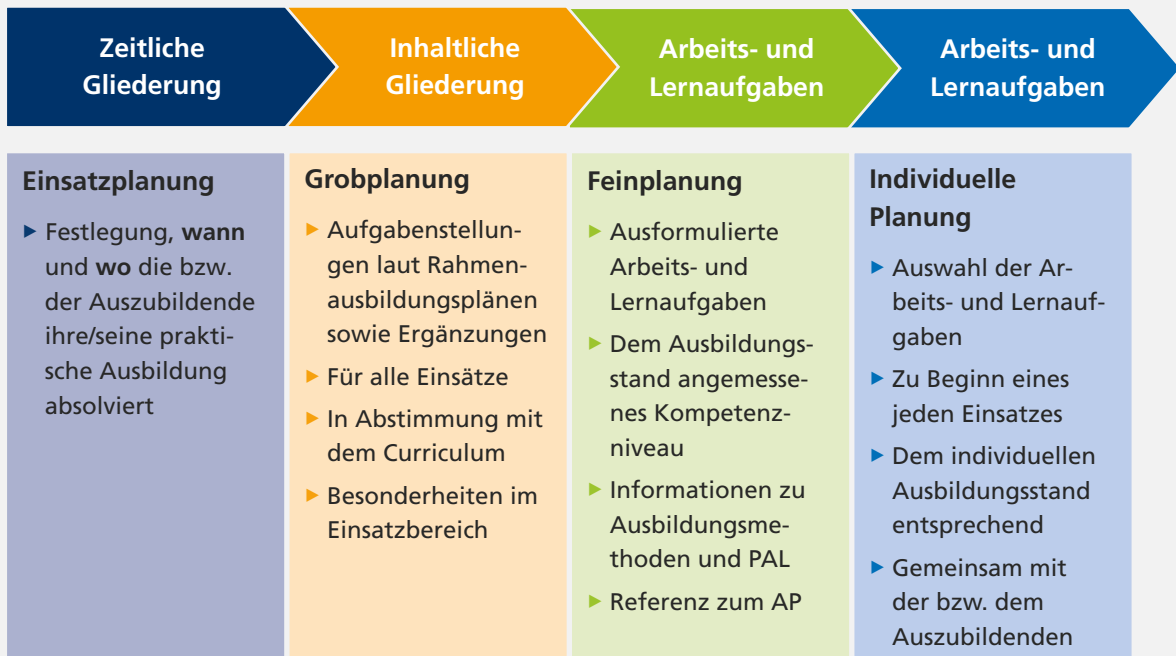 Zeitliche
Gliederung
Inhaltliche
Gliederung
Arbeits- und
Lernaufgaben
Arbeits- und
Lernaufgaben
Einsatzplanung
▶ Festlegung, wann
und wo die bzw.
der Auszubildende
ihre/seine prakti-
sche Ausbildung
absolviert
Grobplanung
▶ Aufgabenstellun-
gen laut Rahmen-
ausbildungsplänen
sowie Ergänzungen
▶ Für alle Einsätze
▶ In Abstimmung mit
dem Curriculum
▶ Besonderheiten im
Einsatzbereich
Feinplanung
▶ Ausformulierte
Arbeits- und
Lernaufgaben
▶ Dem Ausbildungs-
stand angemesse-
nes Kompetenz-
niveau
▶ Informationen zu
Ausbildungsme-
thoden und PAL
▶ Referenz zum AP
Individuelle
Planung
▶ Auswahl der Ar-
beits- und Lernauf-
gaben
▶ Zu Beginn eines
jeden Einsatzes
▶ Dem individuellen
Ausbildungsstand
entsprechend
▶ Gemeinsam mit
der bzw. dem
Auszubildenden